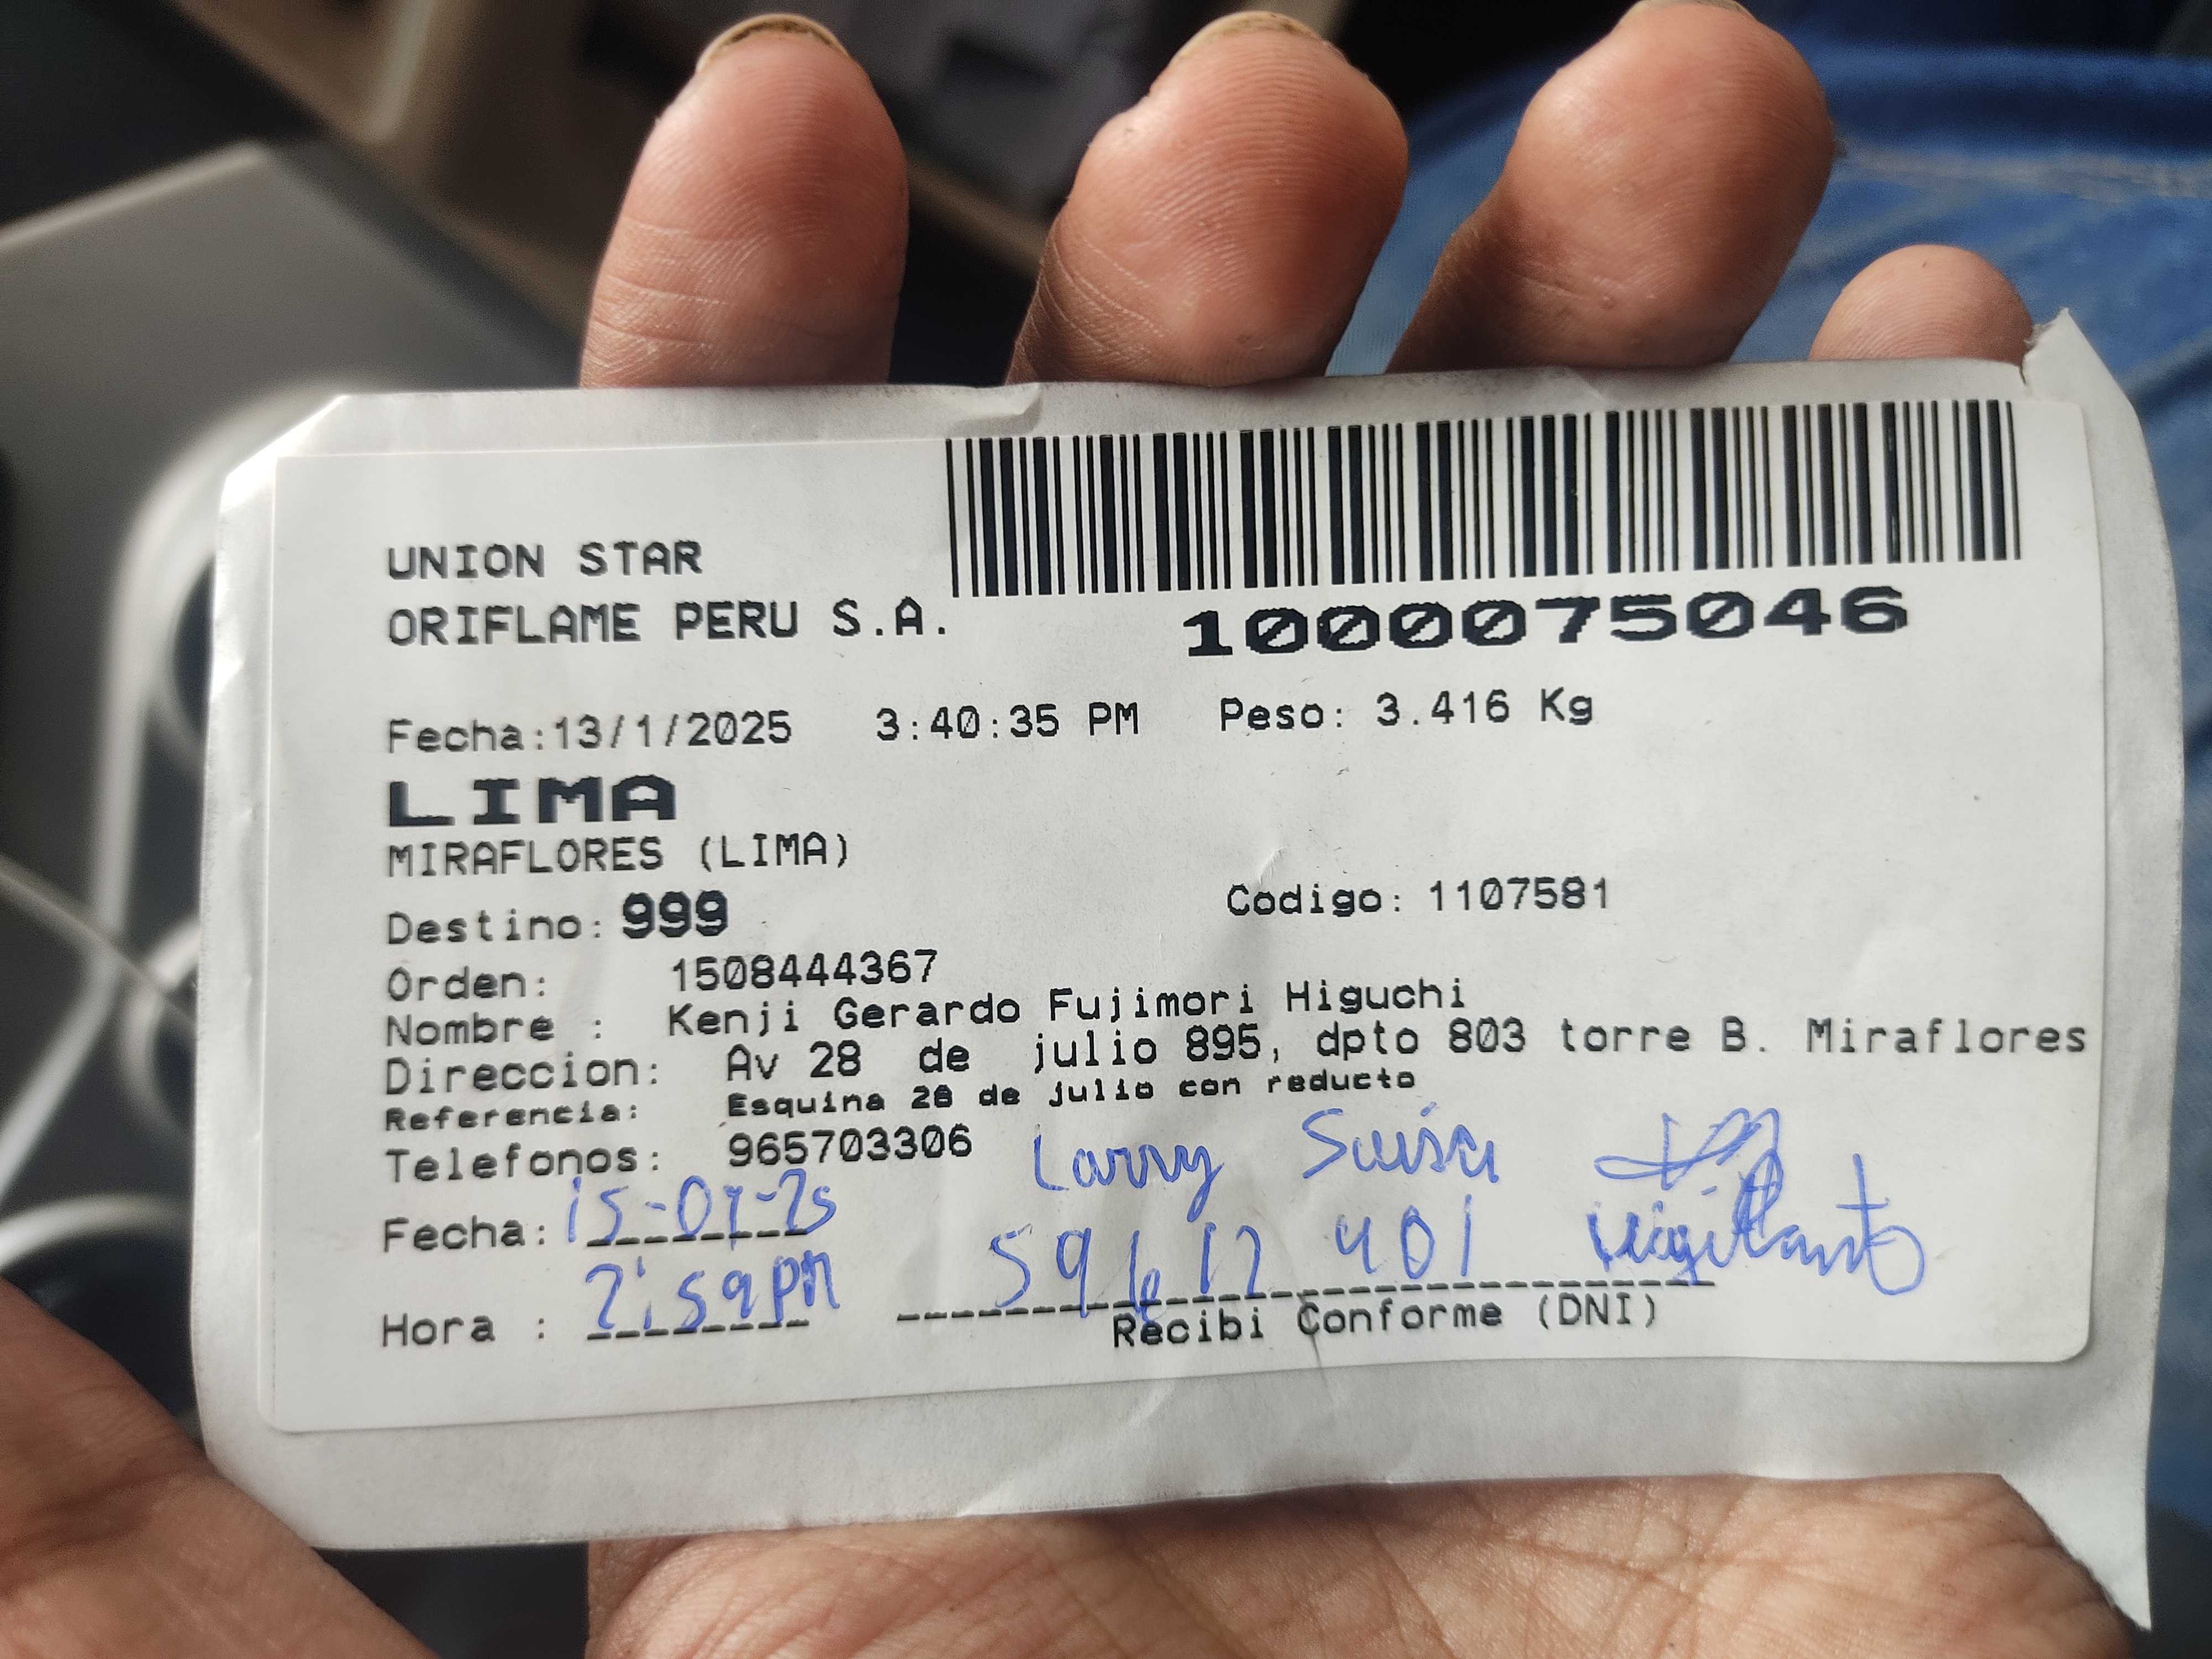 UNION STAR
ORIFLAME PERU S.A.
1000075046
Fecha:13/1/2025 3:40:35 PM Peso: 3.416 Kg
LIMA
MIRAFLORES (LIMA)
Destino: 999 Codigo: 1107581
Orden: 1508444367
Nombre : Kenji Gerardo Fujimori Higuchi
Direccion: Av 28 de julio 895, dpto 803 torre B. Miraflores
Referencia: Esquina 28 de julio con reducto
Telefonos: 965703306 Larry
Fecha: 15-01-25 vigilante
Hora : 2:59 PM
Recibi Conforme (DNI)